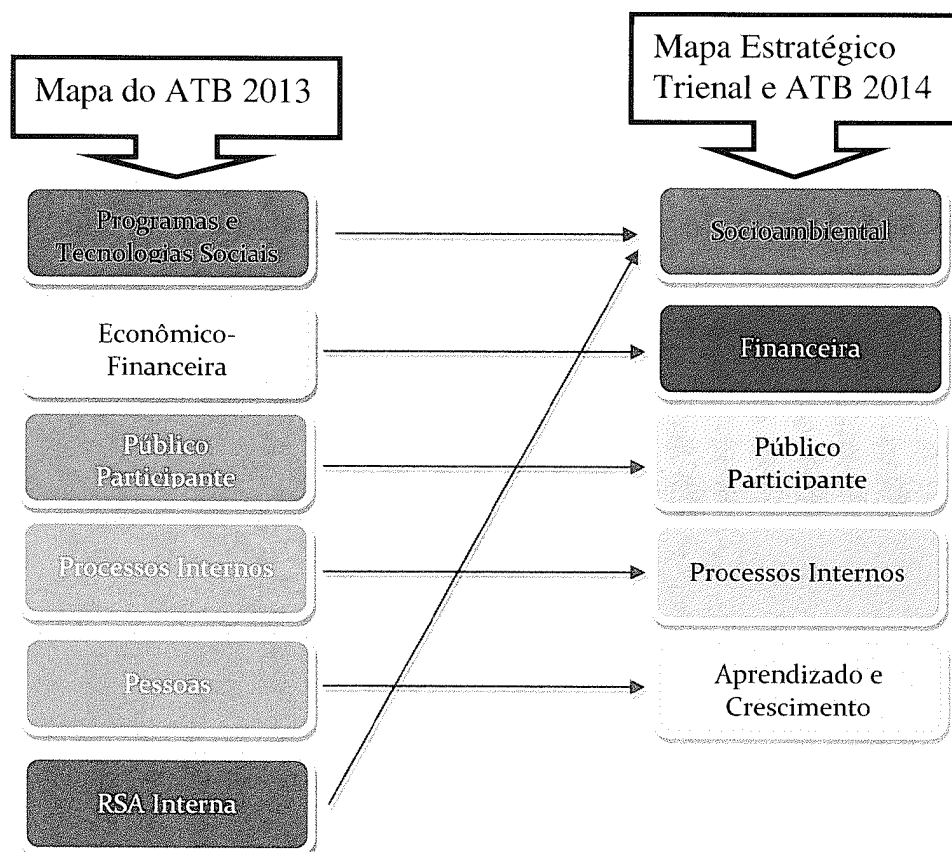 Mapa do ATB 2013
Mapa Estratégico
Trienal e ATB 2014
Programas e
Tecnologias Sociais
Socioambiental
Econômico-
Financeira
Financeira
Público
Participante
Público
Participante
Processos Internos
Processos Internos
Pessoas
Aprendizado e
Crescimento
RSA Interna